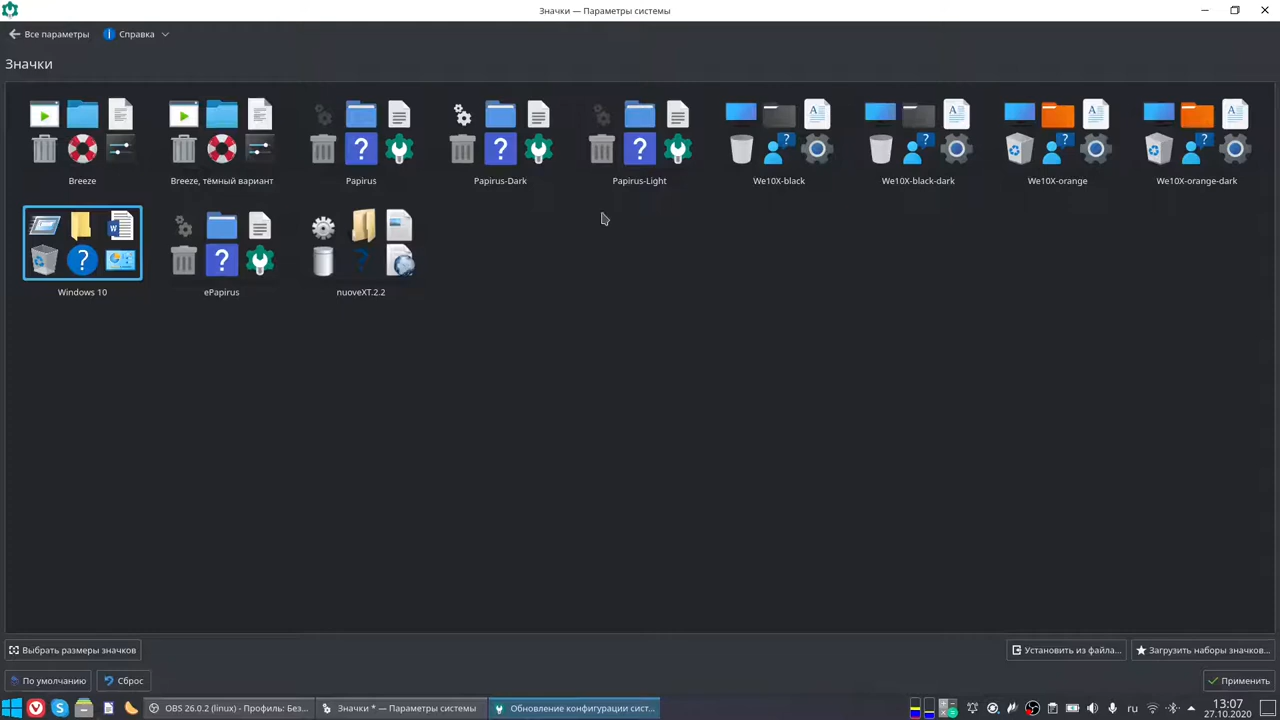 Значки — Параметры системы
Все параметры
Справка
Значки
Breeze
Breeze, тёмный вариант
Papirus
Papirus-Dark
Papirus-Light
We10X-black
We10X-black-dark
We10X-orange
We10X-orange-dark
Windows 10
ePapirus
nuoveXT.2.2
Выбрать размеры значков
Установить из файла...
Загрузить наборы значков...
По умолчанию
Сброс
Применить
OBS 26.0.2 (linux) - Профиль: Без...
Значки * — Параметры системы
Обновление конфигурации сист...
ru
13:07
27.10.2020